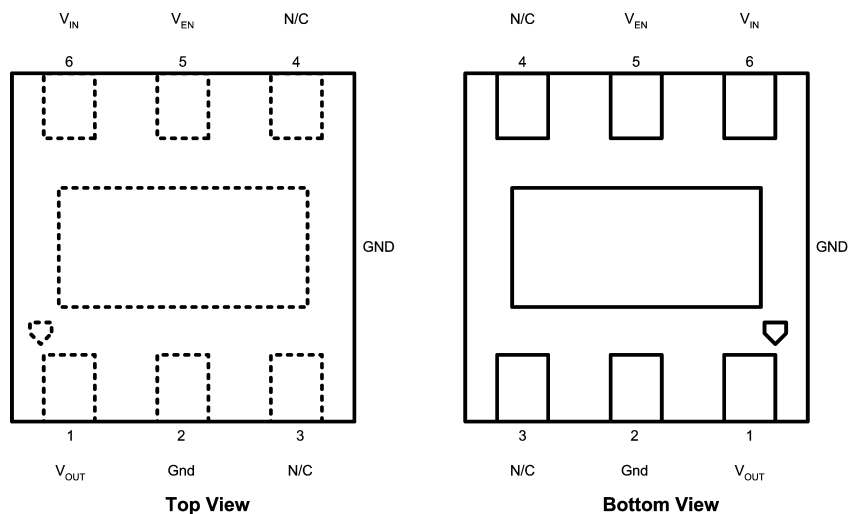 V_IN V_EN N/C N/C V_EN V_IN
6 5 4 4 5 6
GND GND
1 2 3 3 2 1
V_OUT Gnd N/C N/C Gnd V_OUT
Top View Bottom View